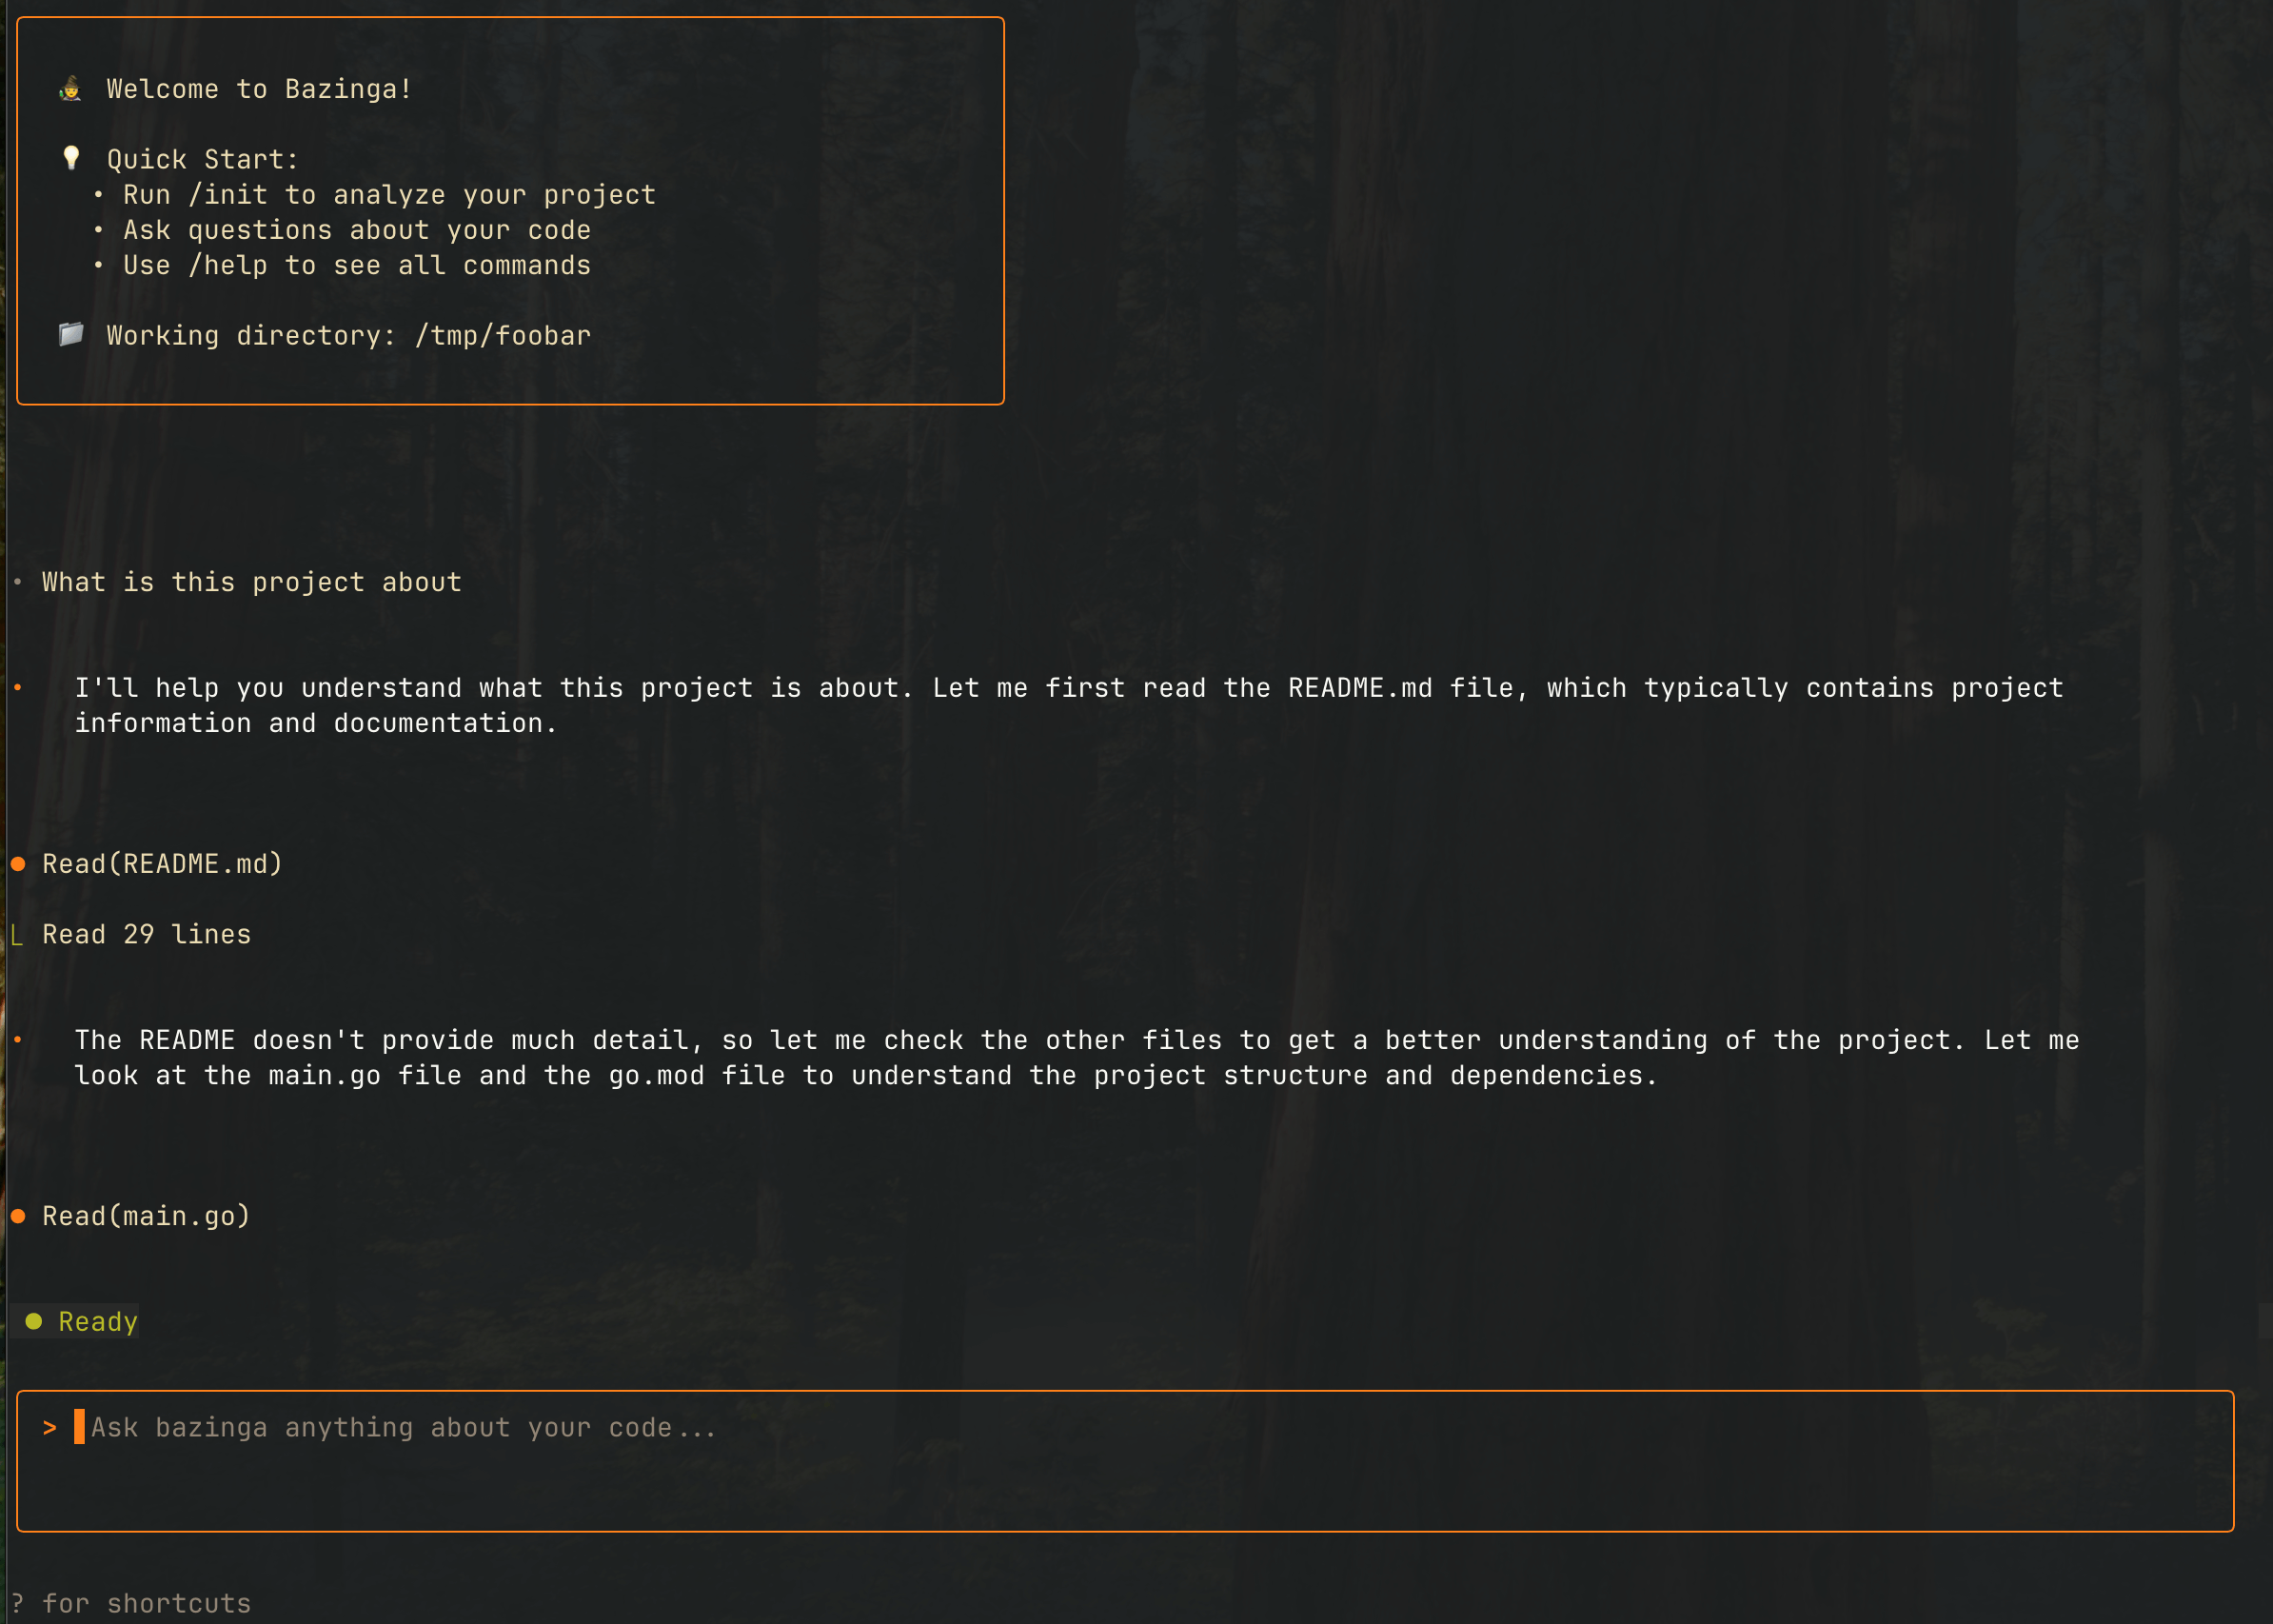 Welcome to Bazinga!
Quick Start:
• Run /init to analyze your project
• Ask questions about your code
• Use /help to see all commands
Working directory: /tmp/foobar
• What is this project about
• I'll help you understand what this project is about. Let me first read the README.md file, which typically contains project
information and documentation.
● Read(README.md)
L Read 29 lines
• The README doesn't provide much detail, so let me check the other files to get a better understanding of the project. Let me
look at the main.go file and the go.mod file to understand the project structure and dependencies.
● Read(main.go)
● Ready
> Ask bazinga anything about your code...
? for shortcuts